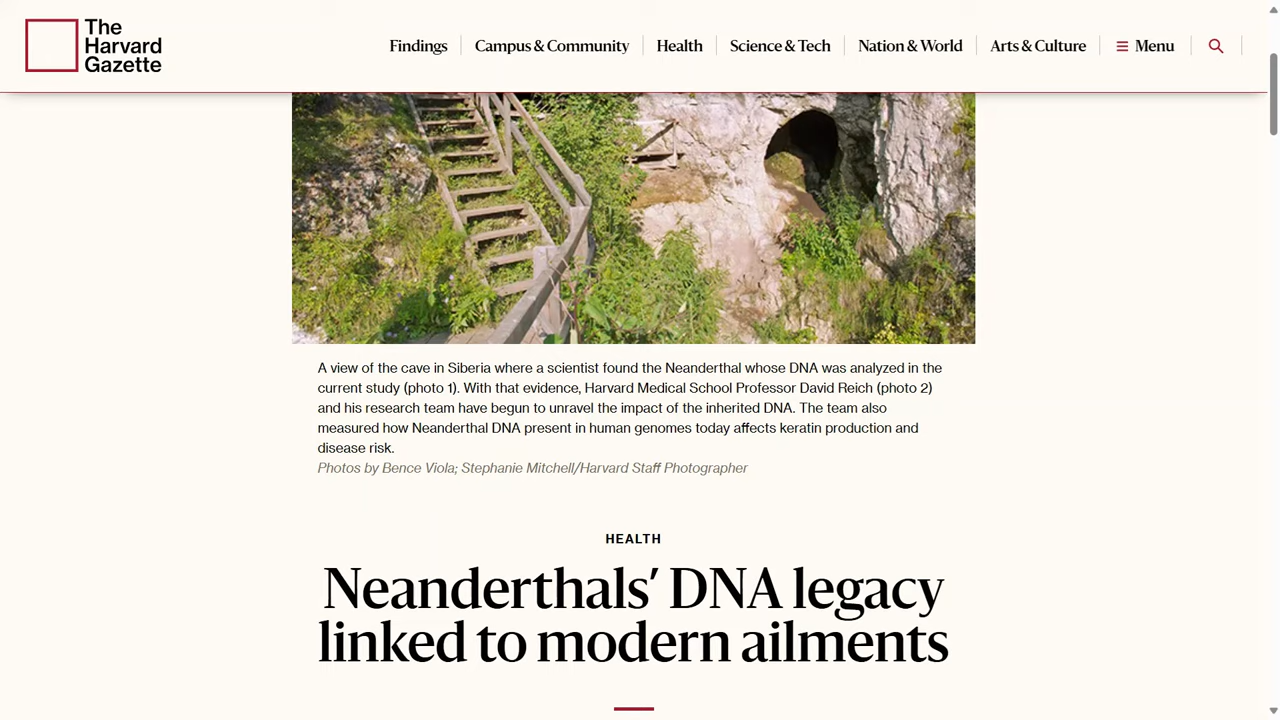 The
Harvard
Gazette
Findings
Campus & Community
Health
Science & Tech
Nation & World
Arts & Culture
Menu
A view of the cave in Siberia where a scientist found the Neanderthal whose DNA was analyzed in the
current study (photo 1). With that evidence, Harvard Medical School Professor David Reich (photo 2)
and his research team have begun to unravel the impact of the inherited DNA. The team also
measured how Neanderthal DNA present in human genomes today affects keratin production and
disease risk.
Photos by Bence Viola; Stephanie Mitchell/Harvard Staff Photographer
HEALTH
Neanderthals’ DNA legacy
linked to modern ailments